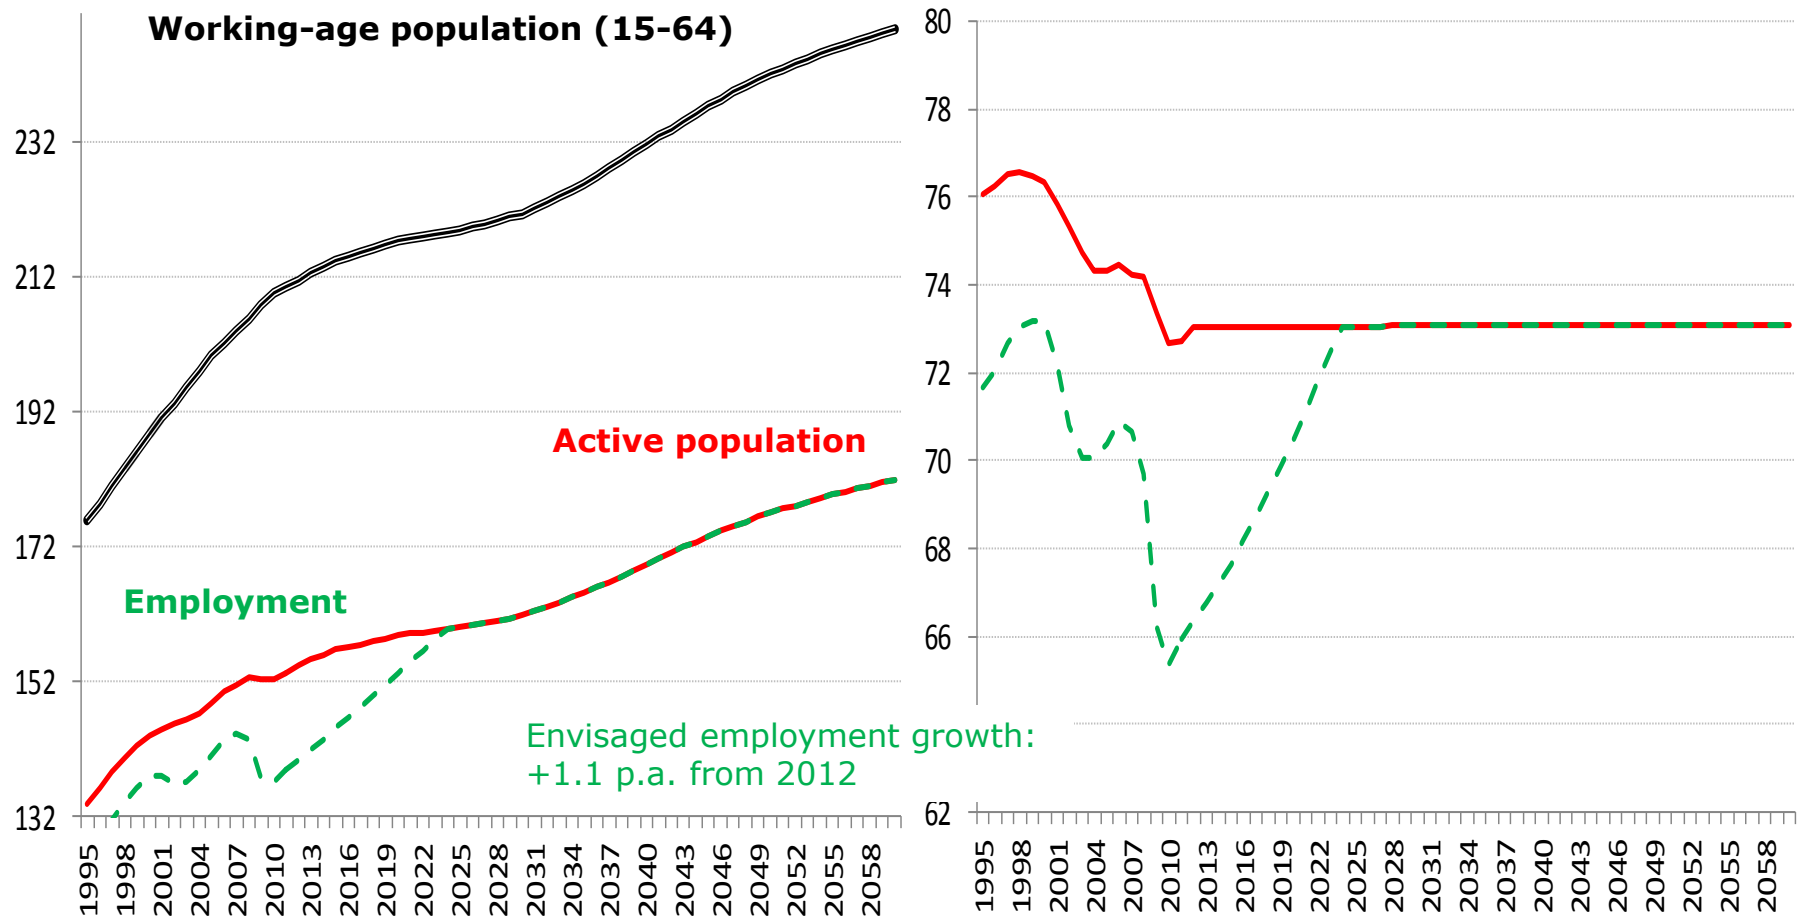 Working-age population (15-64)
232
212
192
172
152
132
Active population
Employment
Envisaged employment growth:
+1.1 p.a. from 2012
1995 1998 2001 2004 2007 2010 2013 2016 2019 2022 2025 2028 2031 2034 2037 2040 2043 2046 2049 2052 2055 2058
80
78
76
74
72
70
68
66
62
1995 1998 2001 2004 2007 2010 2013 2016 2019 2022 2025 2028 2031 2034 2037 2040 2043 2046 2049 2052 2055 2058